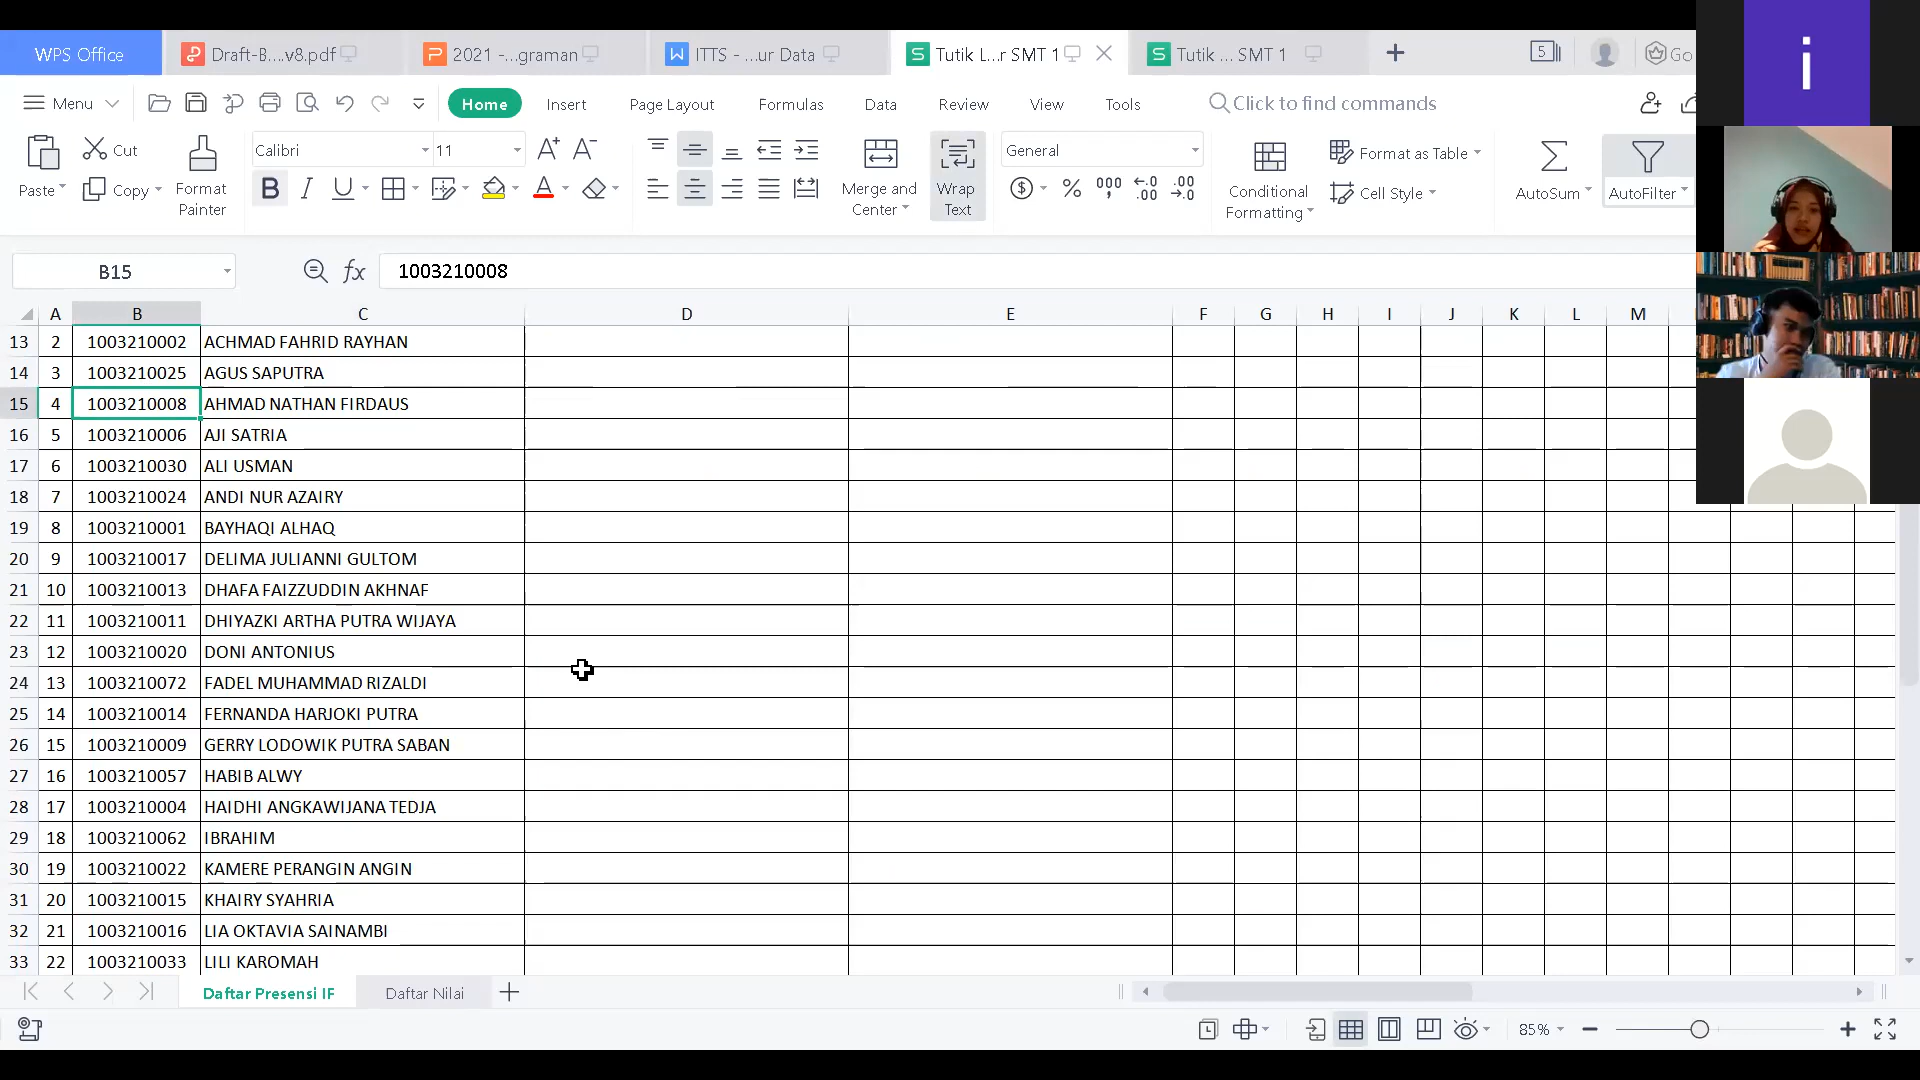 WPS Office
Draft-B....v8.pdf
2021 -...graman
ITTS - ...ur Data
Tutik L...r SMT 1
Tutik ... SMT 1
5
Go
i
Menu
Home
Insert
Page Layout
Formulas
Data
Review
View
Tools
Click to find commands
Paste
Cut
Copy
Format Painter
Calibri
11
Merge and Center
Wrap Text
General
Conditional Formatting
Format as Table
Cell Style
AutoSum
AutoFilter
B15
fx
1003210008
A B C D E F G H I J K L M
13 2 1003210002 ACHMAD FAHRID RAYHAN
14 3 1003210025 AGUS SAPUTRA
15 4 1003210008 AHMAD NATHAN FIRDAUS
16 5 1003210006 AJI SATRIA
17 6 1003210030 ALI USMAN
18 7 1003210024 ANDI NUR AZAIRY
19 8 1003210001 BAYHAQI ALHAQ
20 9 1003210017 DELIMA JULIANNI GULTOM
21 10 1003210013 DHAFA FAIZZUDDIN AKHNAF
22 11 1003210011 DHIYAZKI ARTHA PUTRA WIJAYA
23 12 1003210020 DONI ANTONIUS
24 13 1003210072 FADEL MUHAMMAD RIZALDI
25 14 1003210014 FERNANDA HARJOKI PUTRA
26 15 1003210009 GERRY LODOWIK PUTRA SABAN
27 16 1003210057 HABIB ALWY
28 17 1003210004 HAIDHI ANGKAWIJANA TEDJA
29 18 1003210062 IBRAHIM
30 19 1003210022 KAMERE PERANGIN ANGIN
31 20 1003210015 KHAIRY SYAHRIA
32 21 1003210016 LIA OKTAVIA SAINAMBI
33 22 1003210033 LILI KAROMAH
Daftar Presensi IF
Daftar Nilai
85%